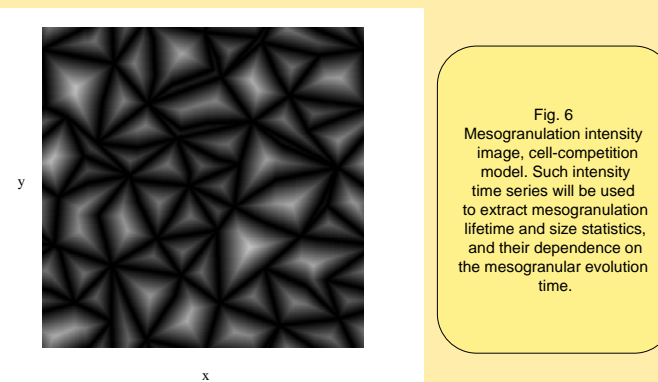 y
x
Fig. 6
Mesogranulation intensity
image, cell-competition
model. Such intensity
time series will be used
to extract mesogranulation
lifetime and size statistics,
and their dependence on
the mesogranular evolution
time.